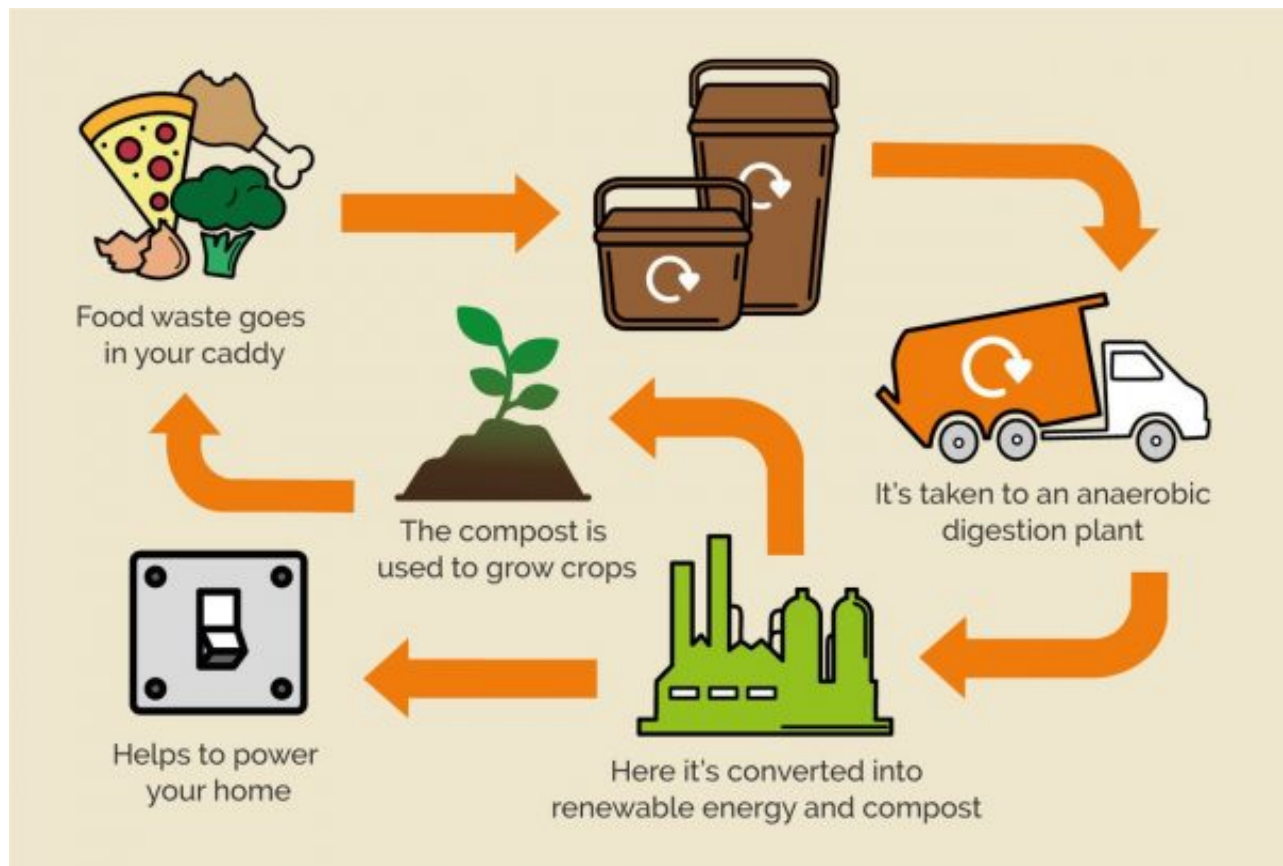 Food waste goes
in your caddy
It's taken to an anaerobic
digestion plant
Here it's converted into
renewable energy and compost
The compost is
used to grow crops
Helps to power
your home